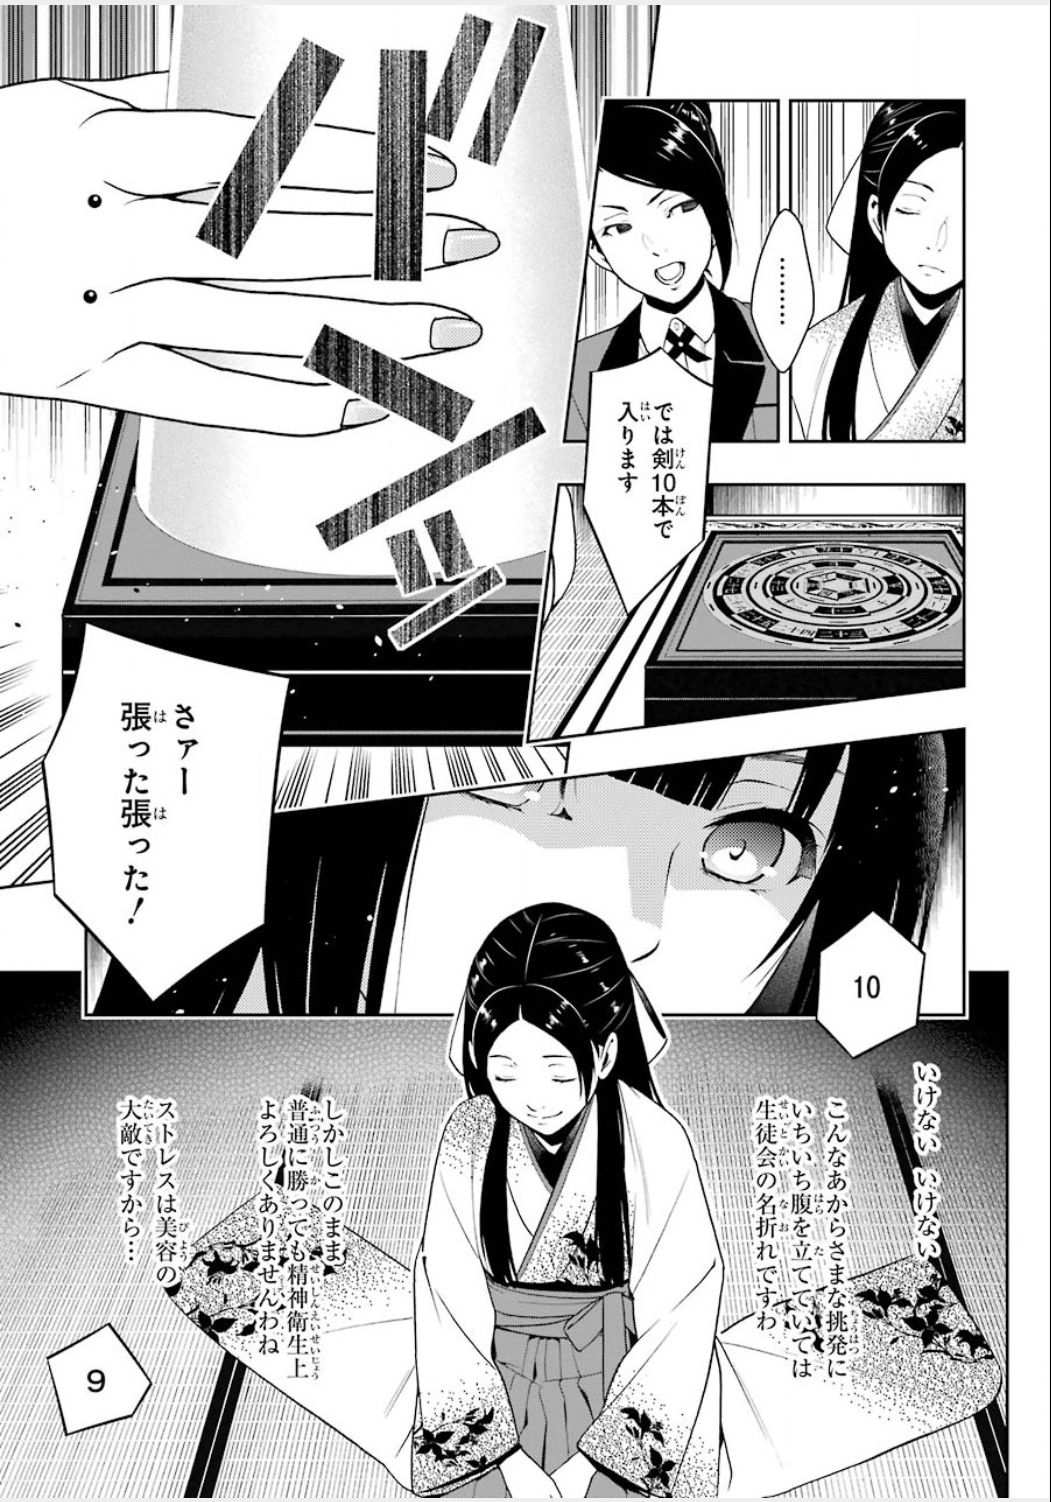 ………
では剣10本で
入ります
ババン
ババン
さァー
張った張った！
10
いけない いけない
こんなあからさまな挑発に
いちいち腹を立てていては
生徒会の名折れですわ
しかしこのまま
普通に勝っても精神衛生上
よろしくありませんわね
ストレスは美容の
大敵ですから…
9